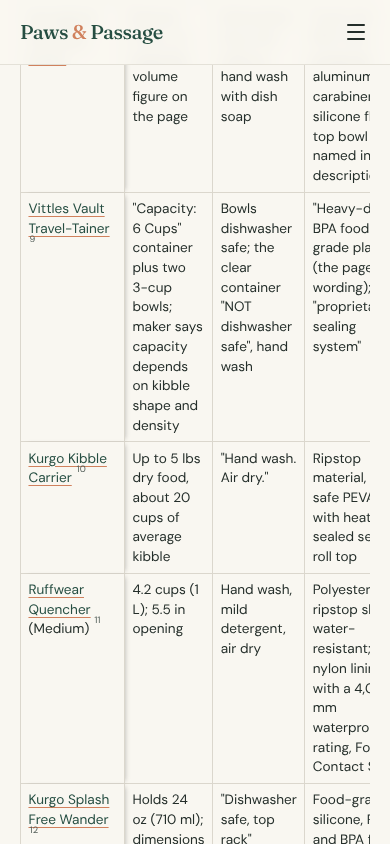 Paws & Passage
volume
figure on
the page
hand wash
with dish
soap
aluminum
carabiner
silicone
top bowl
named in
Vittles Vault
Travel-Tainer
9
"Capacity:
6 Cups"
container
plus two
3-cup
bowls;
maker says
capacity
depends
on kibble
shape and
density
Bowls
dishwasher
safe; the
clear
container
"NOT
dishwasher
safe", hand
wash
"Heavy-d
BPA food
grade pla
(the page
wording);
"proprieta
sealing
system"
Kurgo Kibble
Carrier 10
Up to 5 lbs
dry food,
about 20
cups of
average
kibble
"Hand wash.
Air dry."
Ripstop
material,
safe PEVA
with heat
sealed se
roll top
Ruffwear
Quencher
(Medium) 11
4.2 cups (1
L); 5.5 in
opening
Hand wash,
mild
detergent,
air dry
Polyester
ripstop sh
water-
resistant;
nylon linin
with a 4,0
mm
waterpro
rating, Fo
Contact S
Kurgo Splash
Free Wander
12
Holds 24
oz (710 ml);
dimensions
"Dishwasher
safe, top
rack"
Food-gra
silicone,
and BPA